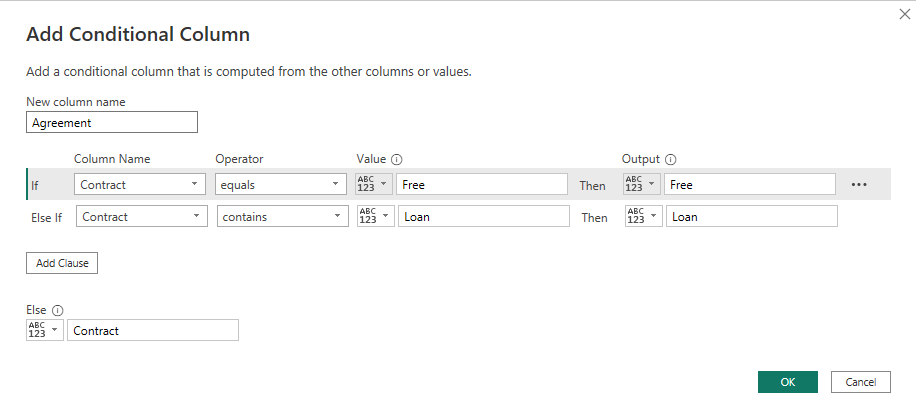 Add Conditional Column
Add a conditional column that is computed from the other columns or values.
New column name
Agreement
Column Name Operator Value Output
If Contract equals ABC 123 Free Then ABC 123 Free ...
Else If Contract contains ABC 123 Loan Then ABC 123 Loan
Add Clause
Else
ABC 123 Contract
OK Cancel